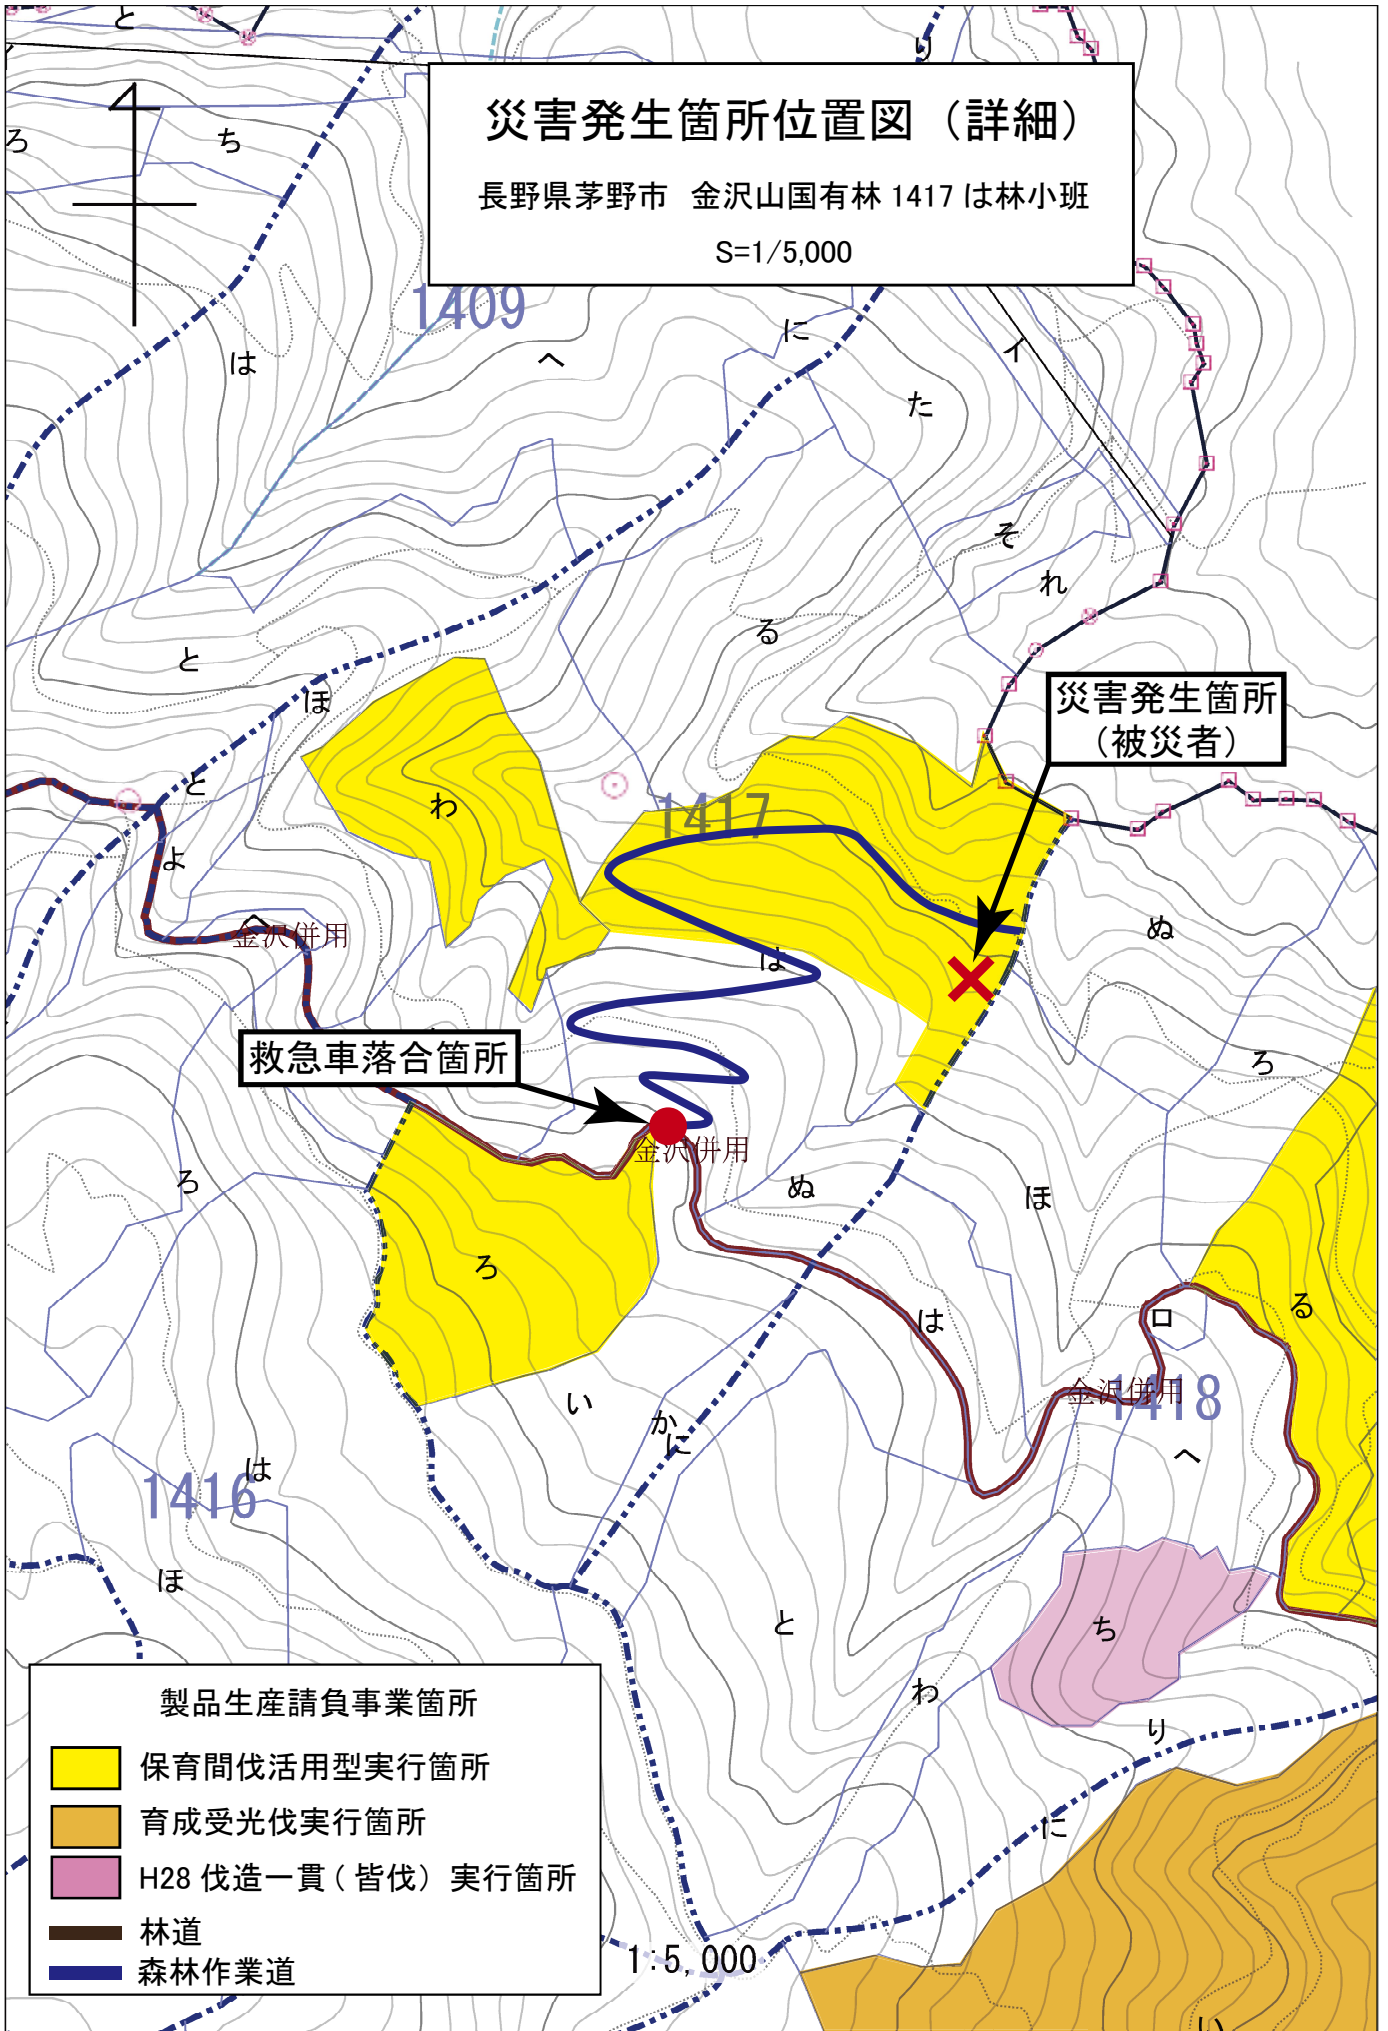 と
り
ろ
ち
災害発生箇所位置図（詳細）
長野県茅野市 金沢山国有林 1417 は林小班
S=1/5,000
1409
は
へ
に
イ
た
そ
れ
る
と
ほ
災害発生箇所
（被災者）
と
わ
1417
よ
へ
金沢併用
は
ぬ
救急車落合箇所
ろ
金沢併用
ろ
ぬ
ほ
ろ
は
ロ
る
金沢併用
1418
い
か
に
へ
は
1416
ほ
と
ち
わ
り
に
い
製品生産請負事業箇所
保育間伐活用型実行箇所
育成受光伐実行箇所
H28 伐造一貫（皆伐）実行箇所
林道
森林作業道
1:5,000